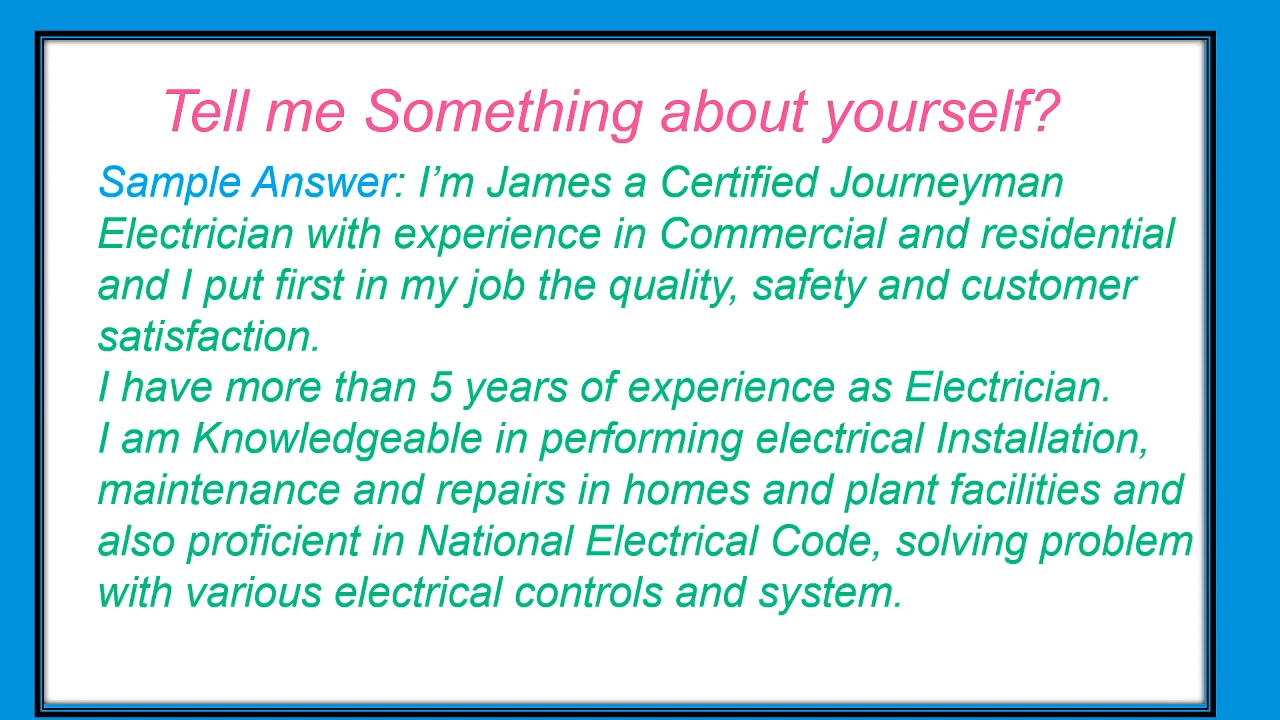 Tell me Something about yourself?
Sample Answer: I’m James a Certified Journeyman
Electrician with experience in Commercial and residential
and I put first in my job the quality, safety and customer
satisfaction.
I have more than 5 years of experience as Electrician.
I am Knowledgeable in performing electrical Installation,
maintenance and repairs in homes and plant facilities and
also proficient in National Electrical Code, solving problem
with various electrical controls and system.